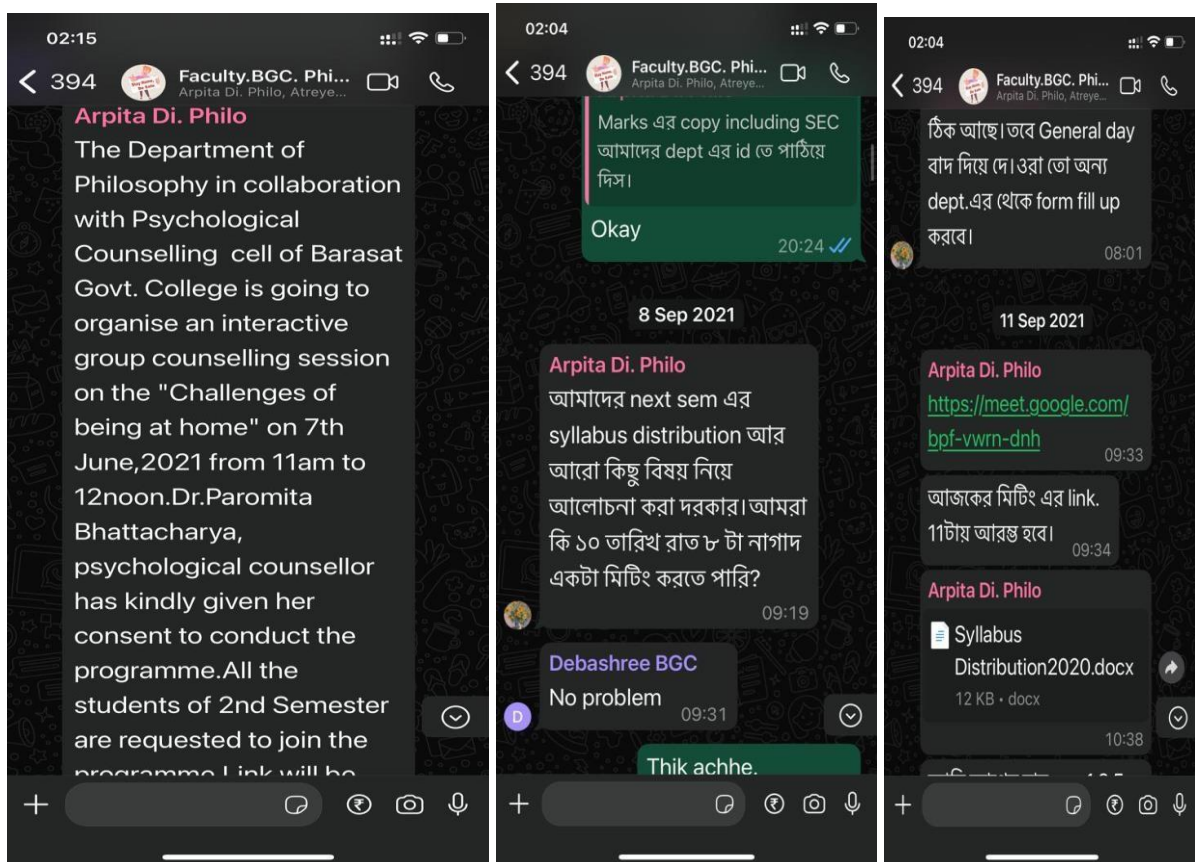 02:15
394
Faculty.BGC. Phi...
Arpita Di. Philo, Atreye...
Arpita Di. Philo
The Department of
Philosophy in collaboration
with Psychological
Counselling cell of Barasat
Govt. College is going to
organise an interactive
group counselling session
on the "Challenges of
being at home" on 7th
June,2021 from 11am to
12noon.Dr.Paromita
Bhattacharya,
psychological counsellor
has kindly given her
consent to conduct the
programme.All the
students of 2nd Semester
are requested to join the
programme.Link will be
02:04
394
Faculty.BGC. Phi...
Arpita Di. Philo, Atreye...
Marks এর copy including SEC
আমাদের dept এর id তে পাঠিয়ে
দিস।
Okay
20:24
8 Sep 2021
Arpita Di. Philo
আমাদের next sem এর
syllabus distribution আর
আরো কিছু বিষয় নিয়ে
আলোচনা করা দরকার।আমরা
কি ১০ তারিখ রাত ৮ টা নাগাদ
একটা মিটিং করতে পারি?
09:19
Debashree BGC
D
No problem
09:31
Thik achhe.
02:04
394
Faculty.BGC. Phi...
Arpita Di. Philo, Atreye...
ঠিক আছে।তবে General day
বাদ দিয়ে দে।ওরা তো অন্য
dept.এর থেকে form fill up
করবে।
08:01
11 Sep 2021
Arpita Di. Philo
https://meet.google.com/
bpf-vwrn-dnh
09:33
আজকের মিটিং এর link.
11টায় আরম্ভ হবে।
09:34
Arpita Di. Philo
Syllabus
Distribution2020.docx
12 KB • docx
10:38